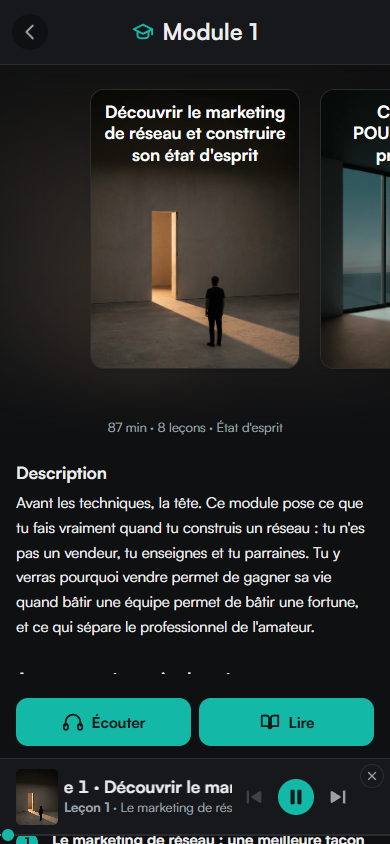 Module 1
Découvrir le marketing
de réseau et construire
son état d'esprit
C
POU
pr
87 min · 8 leçons · État d'esprit
Description
Avant les techniques, la tête. Ce module pose ce que
tu fais vraiment quand tu construis un réseau : tu n'es
pas un vendeur, tu enseignes et tu parraines. Tu y
verras pourquoi vendre permet de gagner sa vie
quand bâtir une équipe permet de bâtir une fortune,
et ce qui sépare le professionnel de l'amateur.
Écouter
Lire
e 1 · Découvrir le mar
Leçon 1 · Le marketing de rés
1
Le marketing de réseau : une meilleure façon